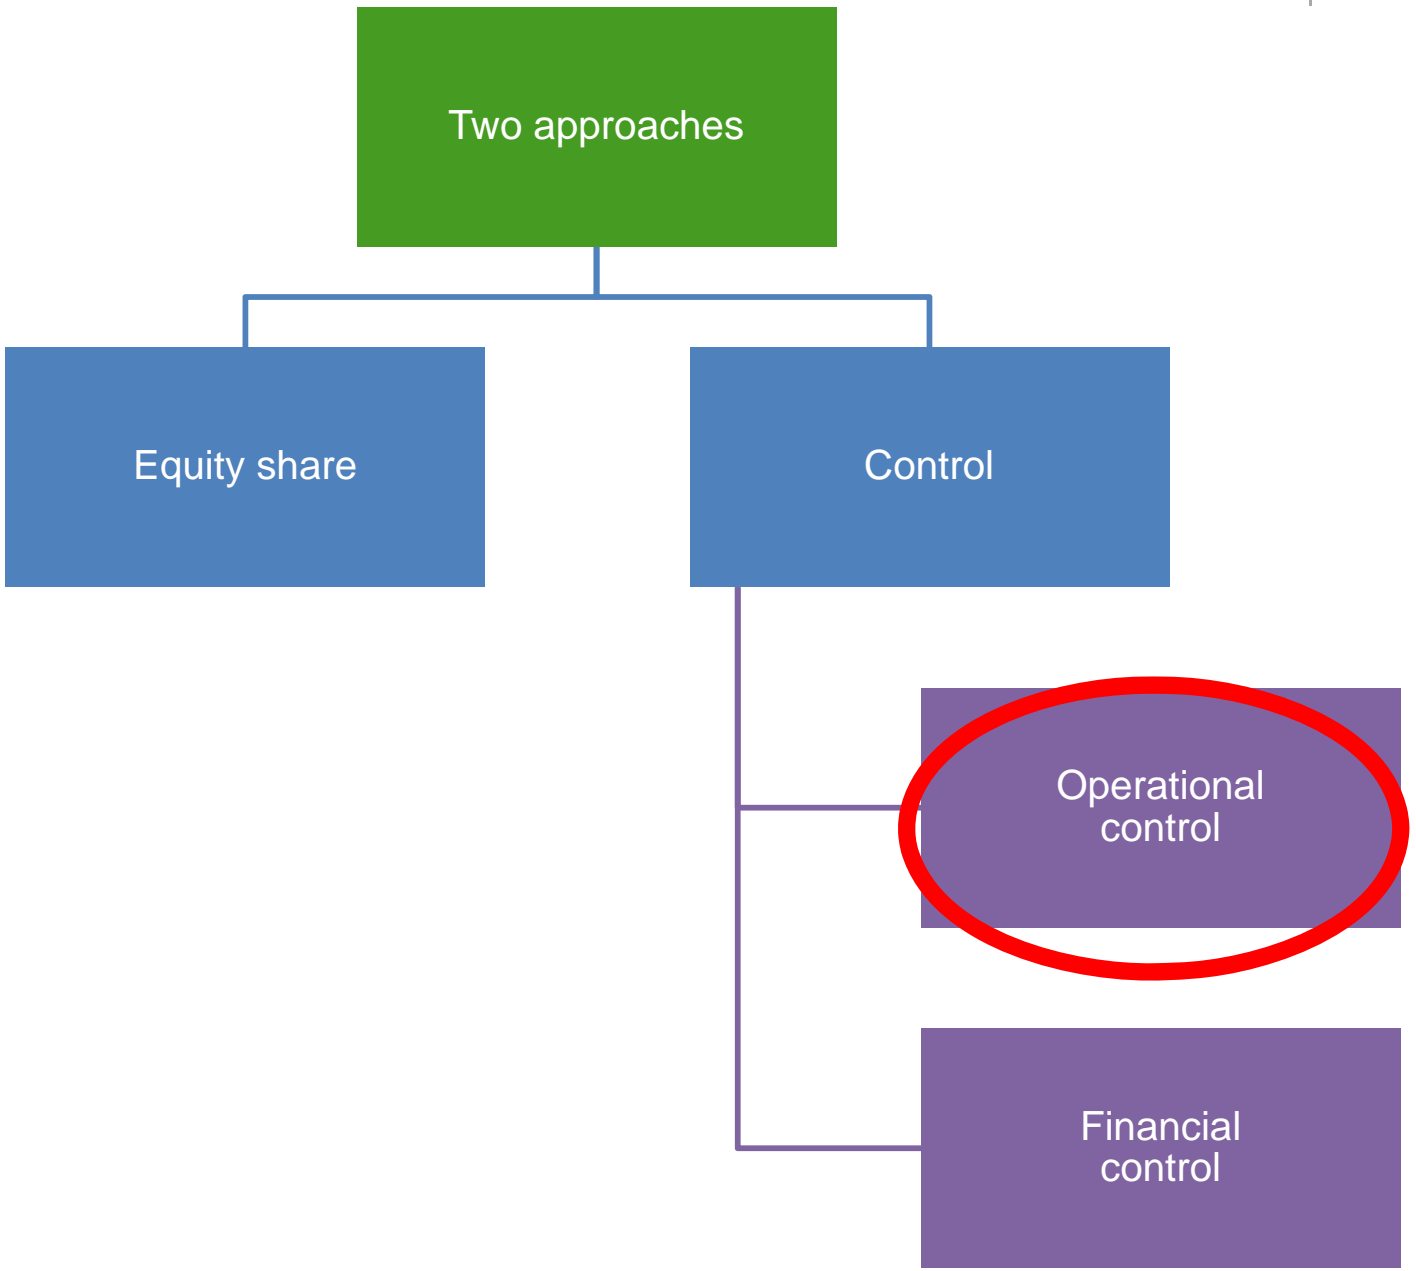 Two approaches
Equity share
Control
Operational
control
Financial
control